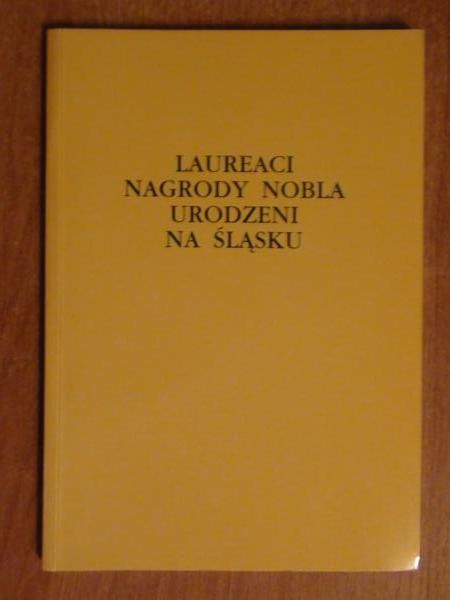 LAUREACI
NAGRODY NOBLA
URODZENI
NA ŚLĄSKU